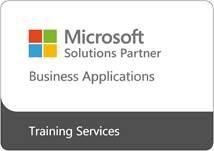 Microsoft
Solutions Partner
Business Applications
Training Services